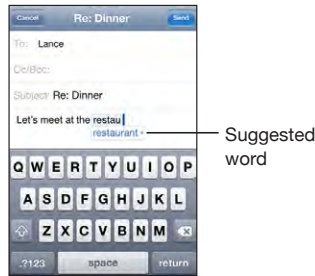 Cancel Re: Dinner Send
To: Lance
Cc/Bcc:
Subject: Re: Dinner
Let's meet at the restau
restaurant ×
Suggested
word
Q W E R T Y U I O P
A S D F G H J K L
Z X C V B N M
.?123 space return